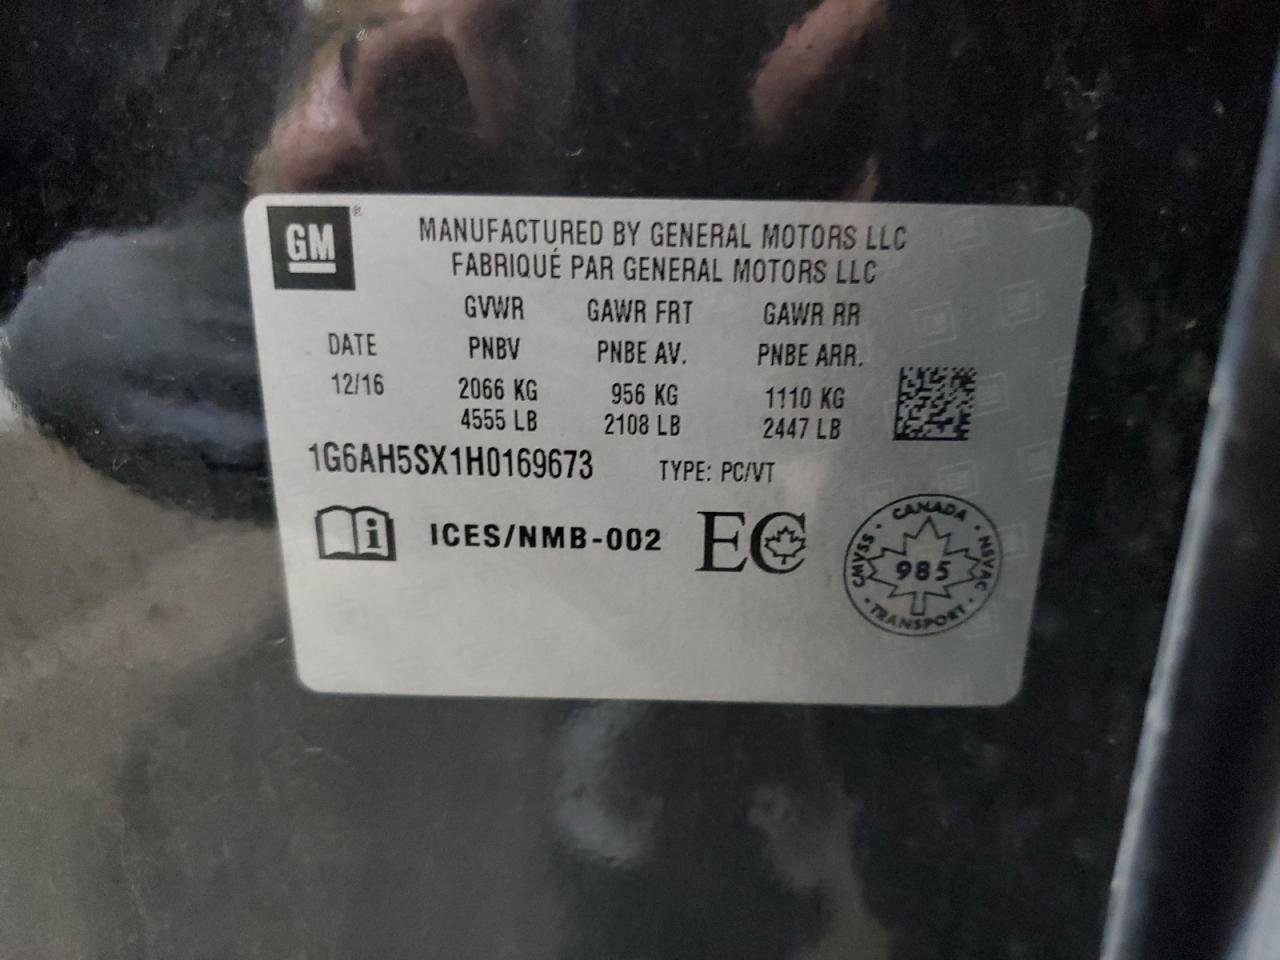 GM®
MANUFACTURED BY GENERAL MOTORS LLC
FABRIQUÉ PAR GENERAL MOTORS LLC
GVWR GAWR FRT GAWR RR
DATE PNBV PNBE AV. PNBE ARR.
12/16 2066 KG 956 KG 1110 KG
4555 LB 2108 LB 2447 LB
1G6AH5SX1H0169673 TYPE: PC/VT
i ICES/NMB-002 EC
CANADA
CMVSS • 985 • NSVAC
• TRANSPORT •